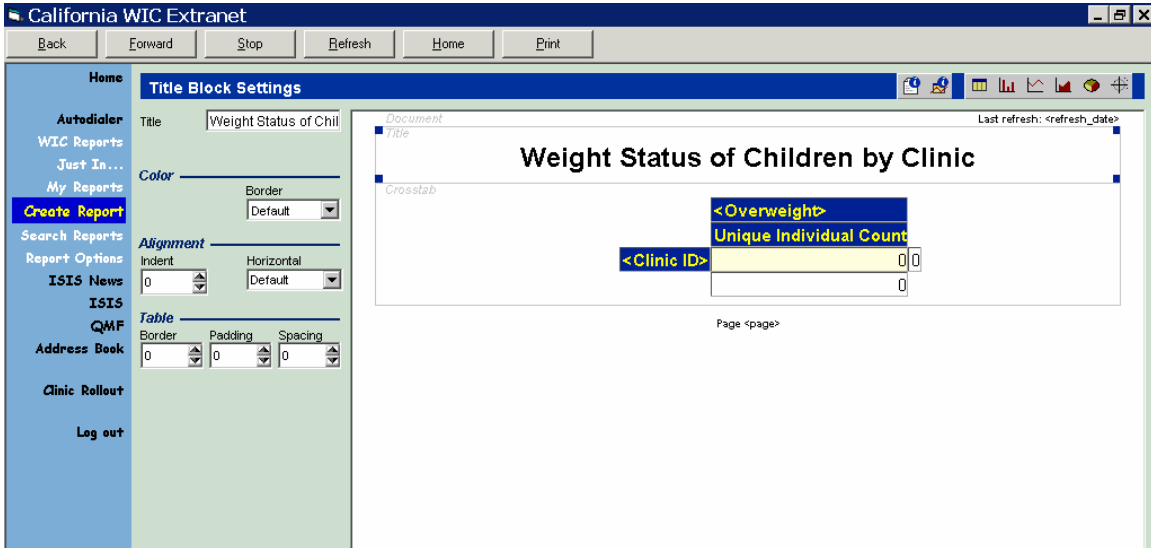 California WIC Extranet
Back Forward Stop Refresh Home Print
Home
Autodialer
WIC Reports
Just In...
My Reports
Create Report
Search Reports
Report Options
ISIS News
ISIS
QMF
Address Book
Clinic Rollout
Log out
Title Block Settings
Title Weight Status of Chil
Color
Border
Default
Alignment
Indent Horizontal
0 Default
Table
Border Padding Spacing
0 0 0
Document Last refresh: <refresh_date>
Title
Weight Status of Children by Clinic
Crosstab
<Overweight>
Unique Individual Count
<Clinic ID> 0 0
0
Page <page>